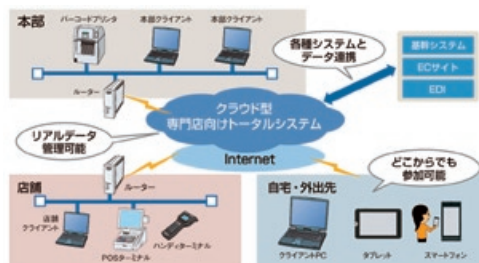 本部
バーコードプリンタ
本部クライアント
本部クライアント
ルーター
各種システムと
データ連携
基幹システム
ECサイト
EDI
クラウド型
専門店向けトータルシステム
リアルデータ
管理可能
Internet
どこからでも
参加可能
店舗
ルーター
店舗
クライアント
POSターミナル
ハンディターミナル
自宅・外出先
クライアントPC
タブレット
スマートフォン